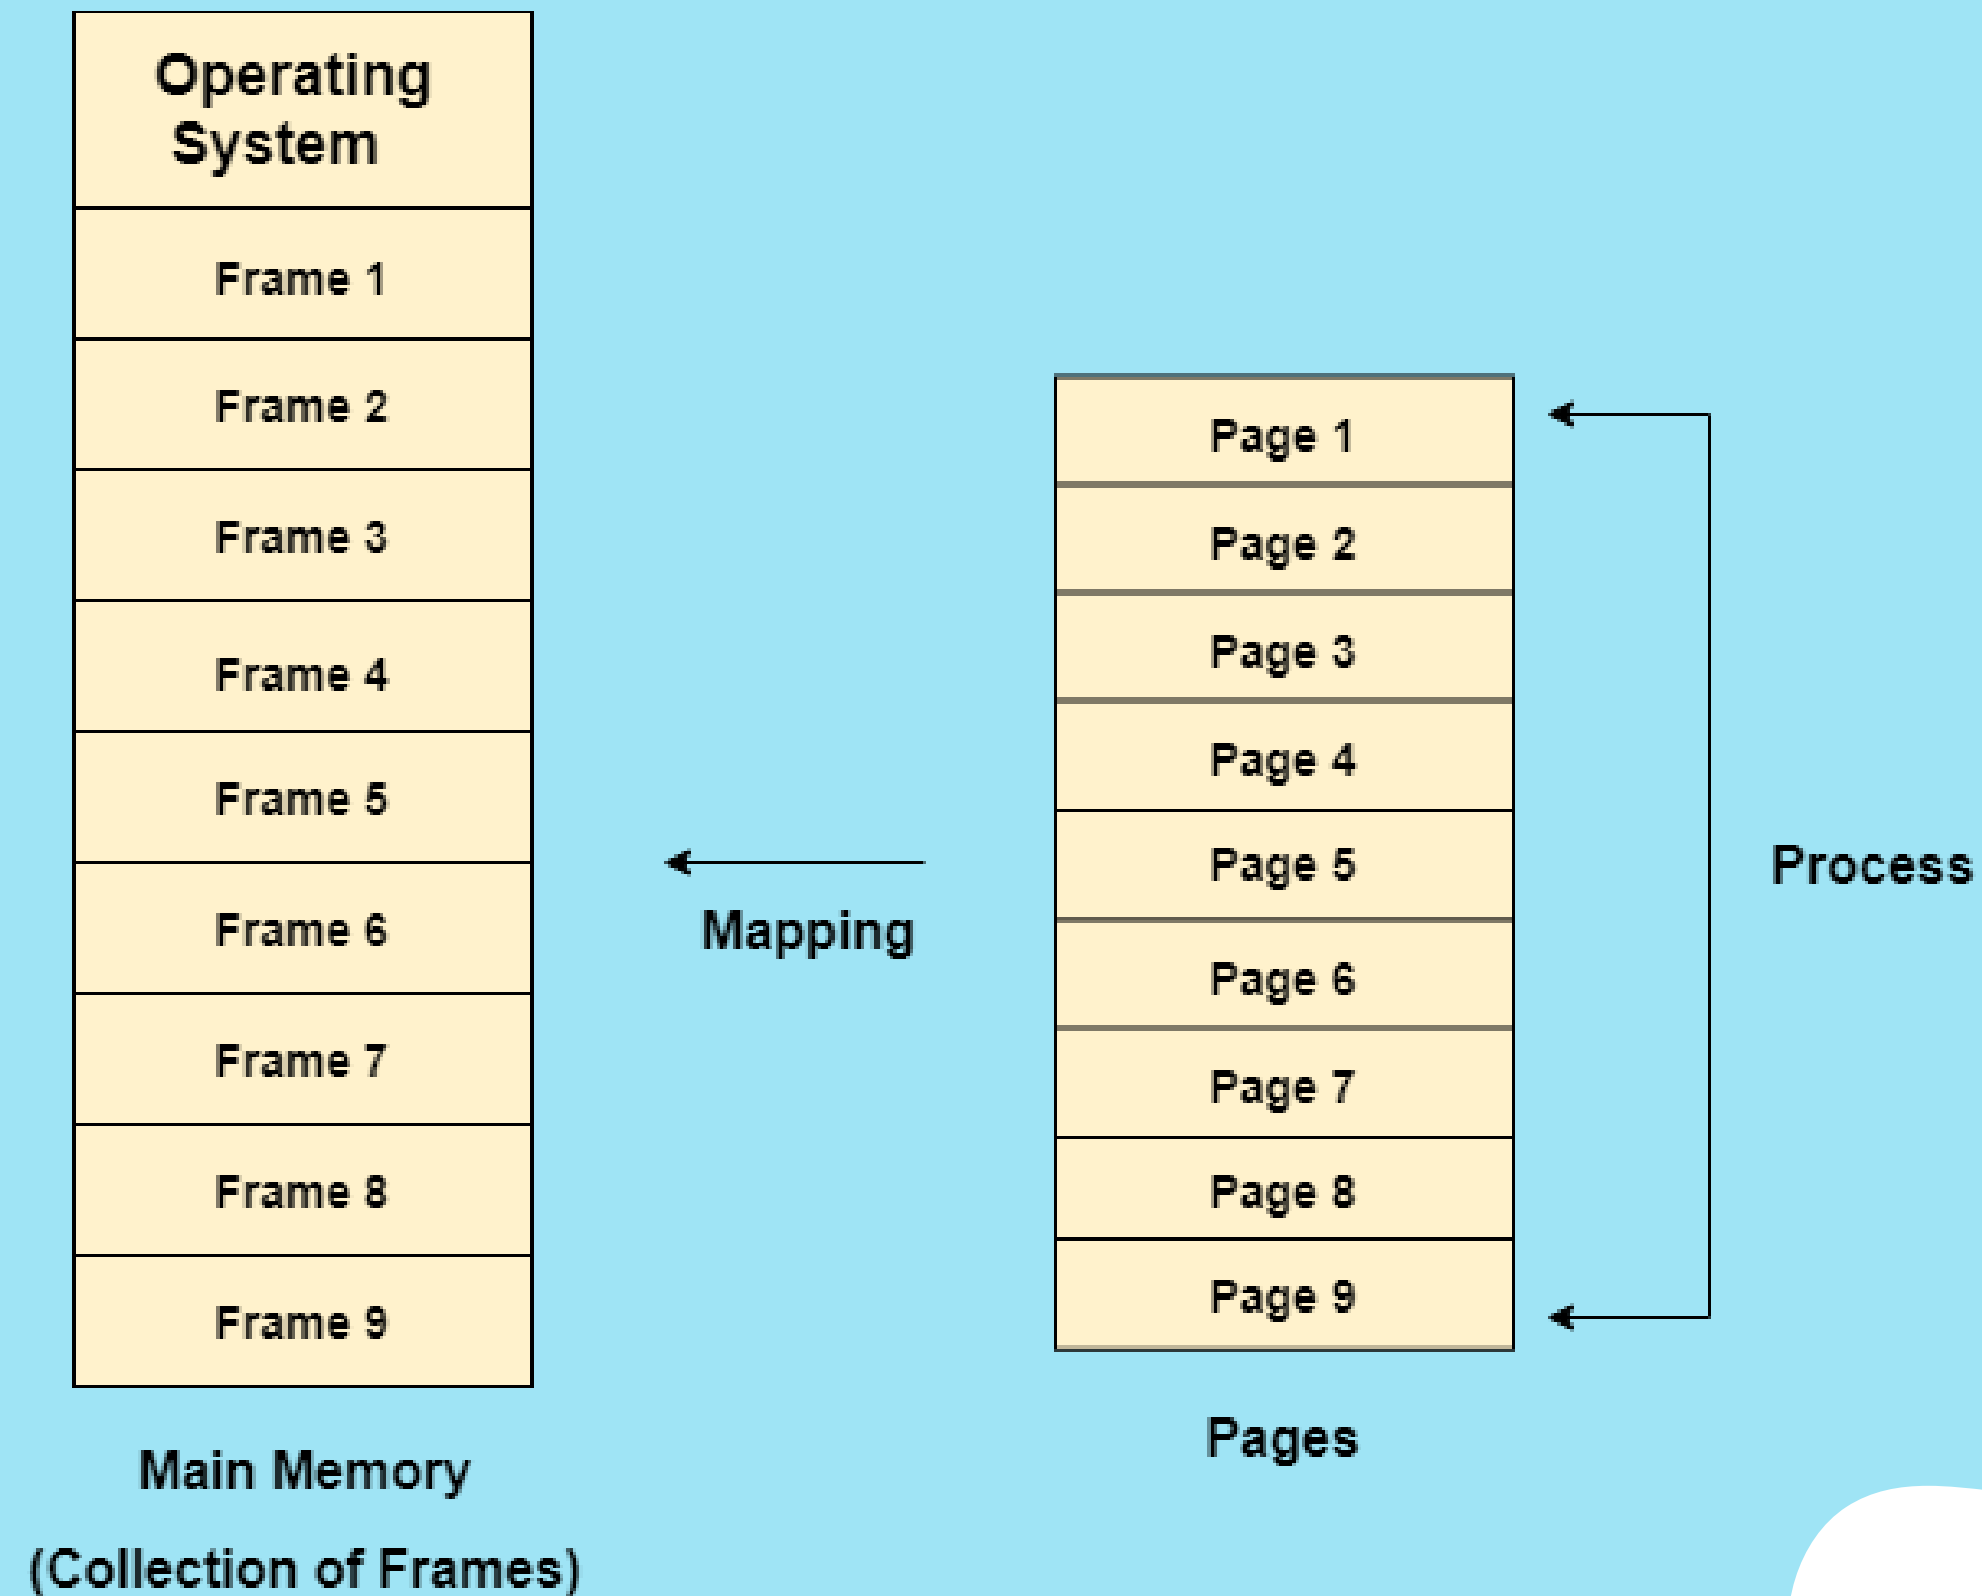 Operating
System
Frame 1
Frame 2
Frame 3
Frame 4
Frame 5
Frame 6
Frame 7
Frame 8
Frame 9
Main Memory
(Collection of Frames)
Mapping
Page 1
Page 2
Page 3
Page 4
Page 5
Page 6
Page 7
Page 8
Page 9
Pages
Process